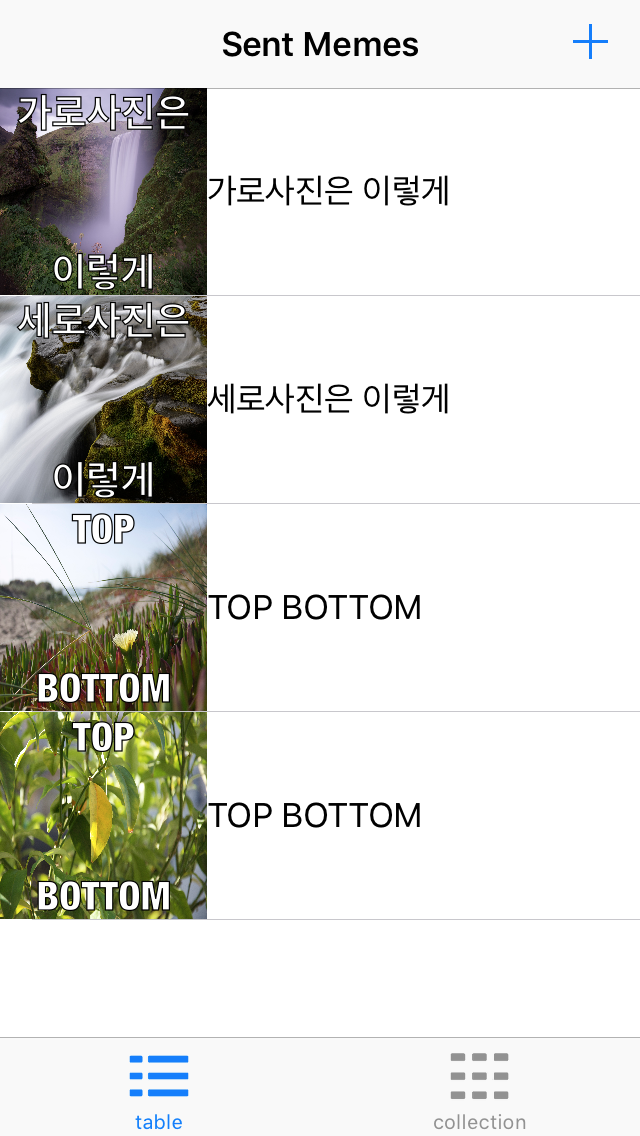 Sent Memes
가로사진은
이렇게
가로사진은 이렇게
세로사진은
이렇게
세로사진은 이렇게
TOP
BOTTOM
TOP BOTTOM
TOP
BOTTOM
TOP BOTTOM
table
collection